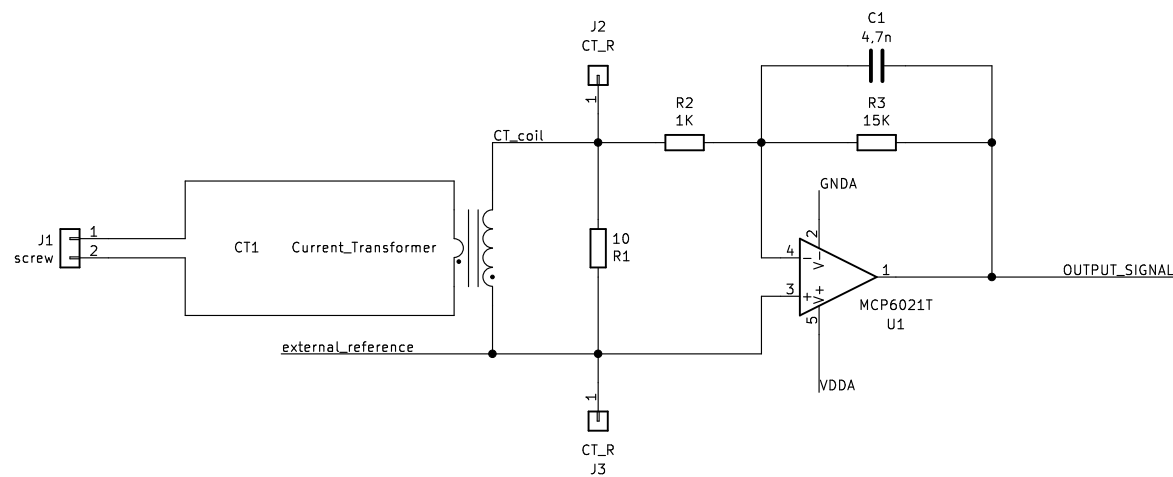 C1
4,7n
J2
CT_R
1
R2
1K
R3
15K
CT_coil
GNDA
2
J1
screw
1
2
CT1
Current_Transformer
10
R1
4
-
V-
3
+
V+
1
OUTPUT_SIGNAL
MCP6021T
U1
5
external_reference
VDDA
1
CT_R
J3